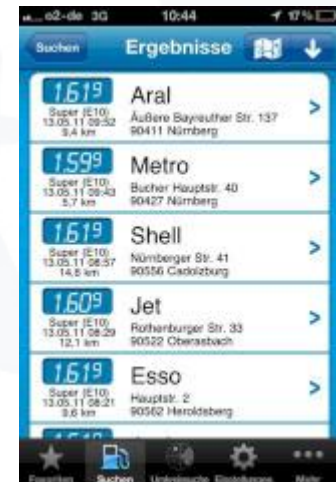 o2-de 3G 10:44 17%
Suchen Ergebnisse
1.619 Aral
Super (E10)
13.05.11 09:52
9,4 km
Äußere Bayreuther Str. 137
90411 Nürnberg
1.599 Metro
Super (E10)
13.05.11 09:43
5,7 km
Bucher Hauptstr. 40
90427 Nürnberg
1.619 Shell
Super (E10)
13.05.11 08:57
14,8 km
Nürnberger Str. 41
90556 Cadolzburg
1.609 Jet
Super (E10)
13.05.11 08:29
12,1 km
Rothenburger Str. 33
90522 Oberasbach
1.619 Esso
Super (E10)
13.05.11 08:21
9,6 km
Hauptstr. 2
90562 Heroldsberg
Favoriten Suchen Umkreissuche Einstellungen Mehr